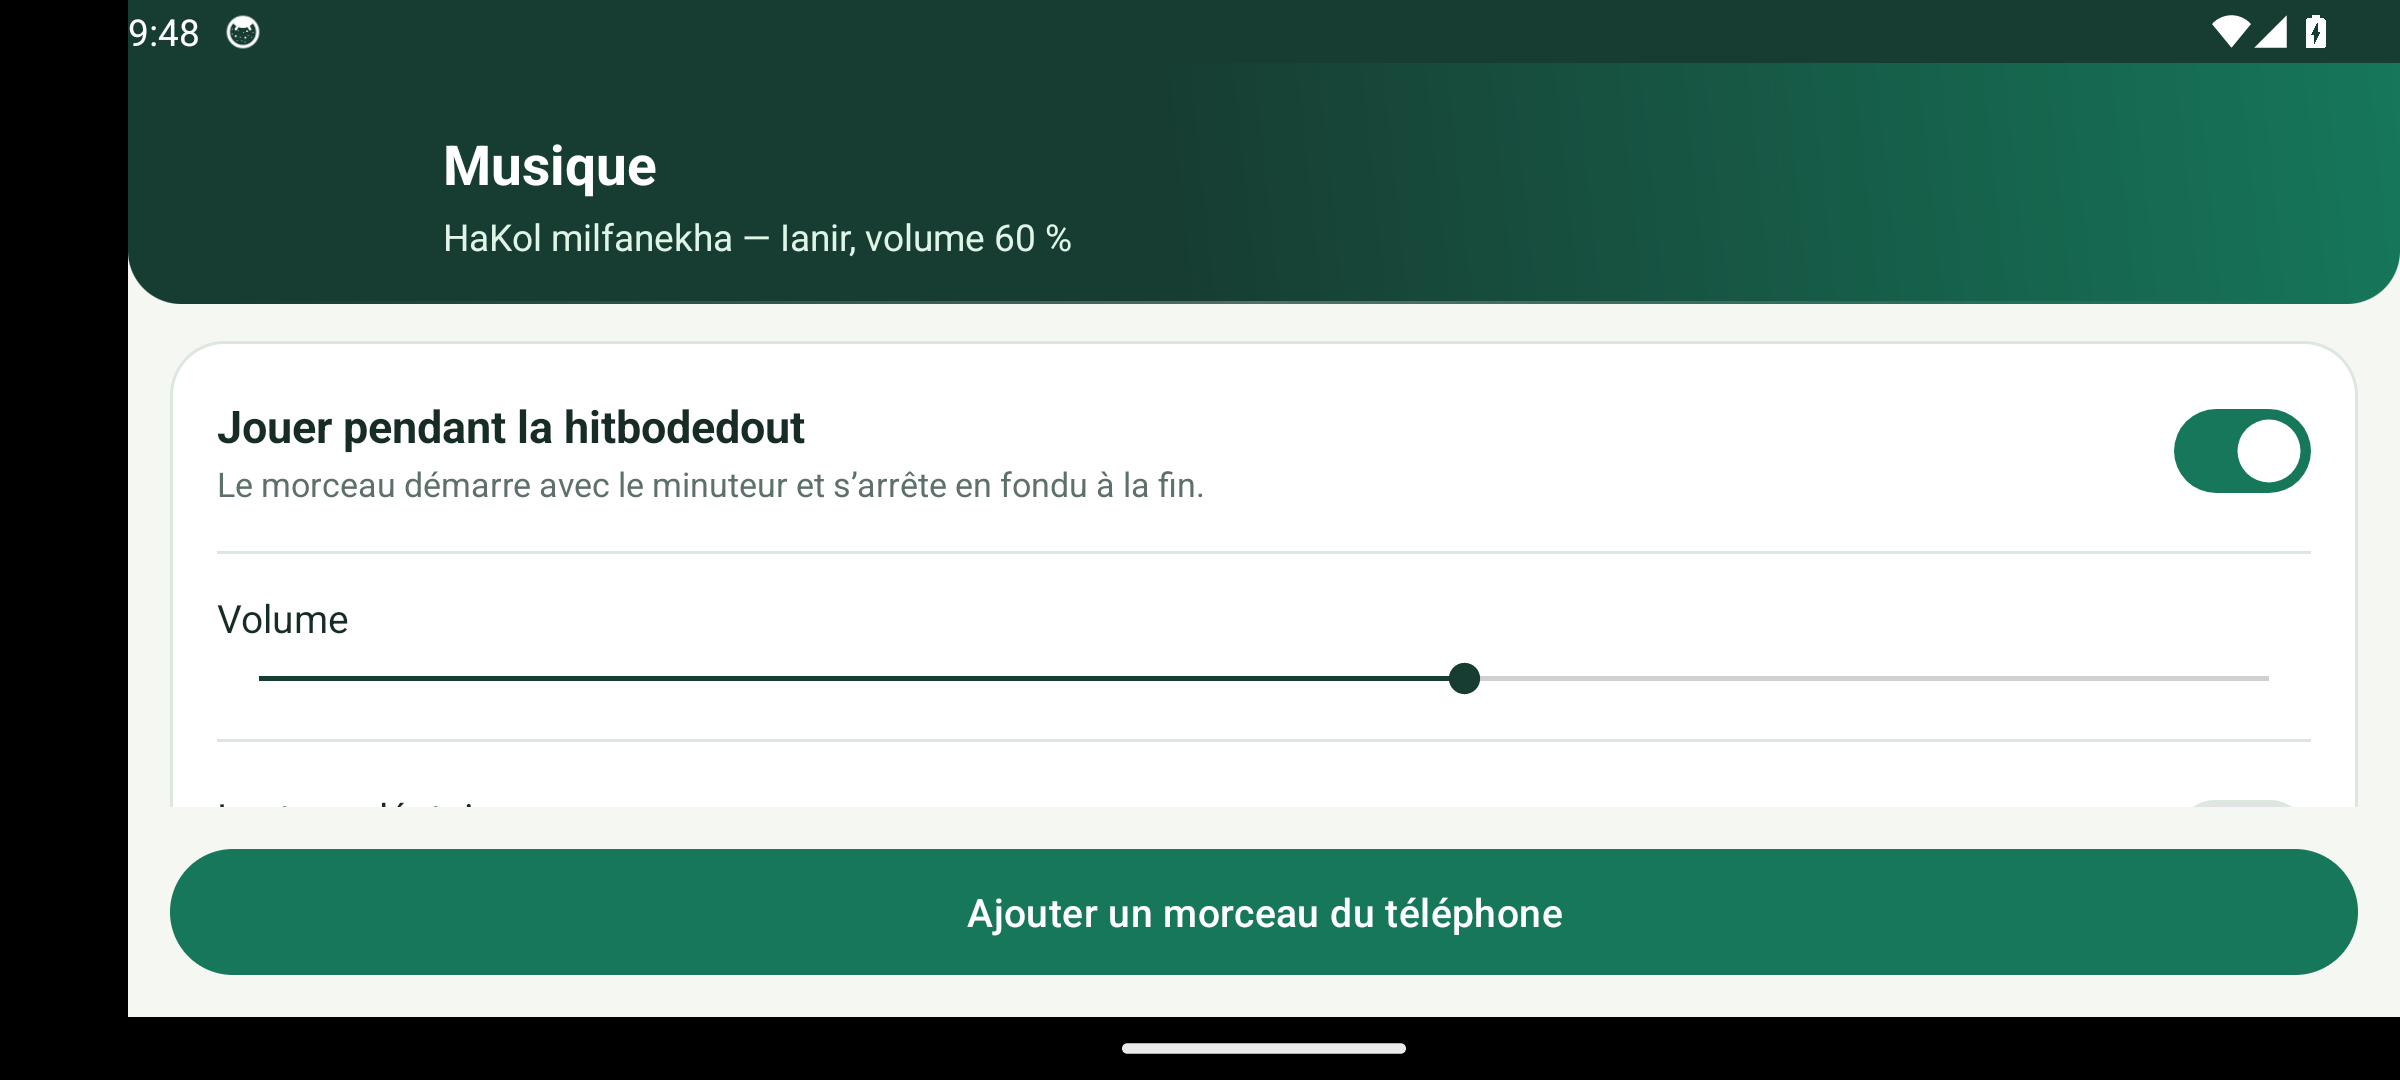 9:48
Musique
HaKol milfanekha — Ianir, volume 60 %
Jouer pendant la hitbodedout
Le morceau démarre avec le minuteur et s’arrête en fondu à la fin.
Volume
Ajouter un morceau du téléphone